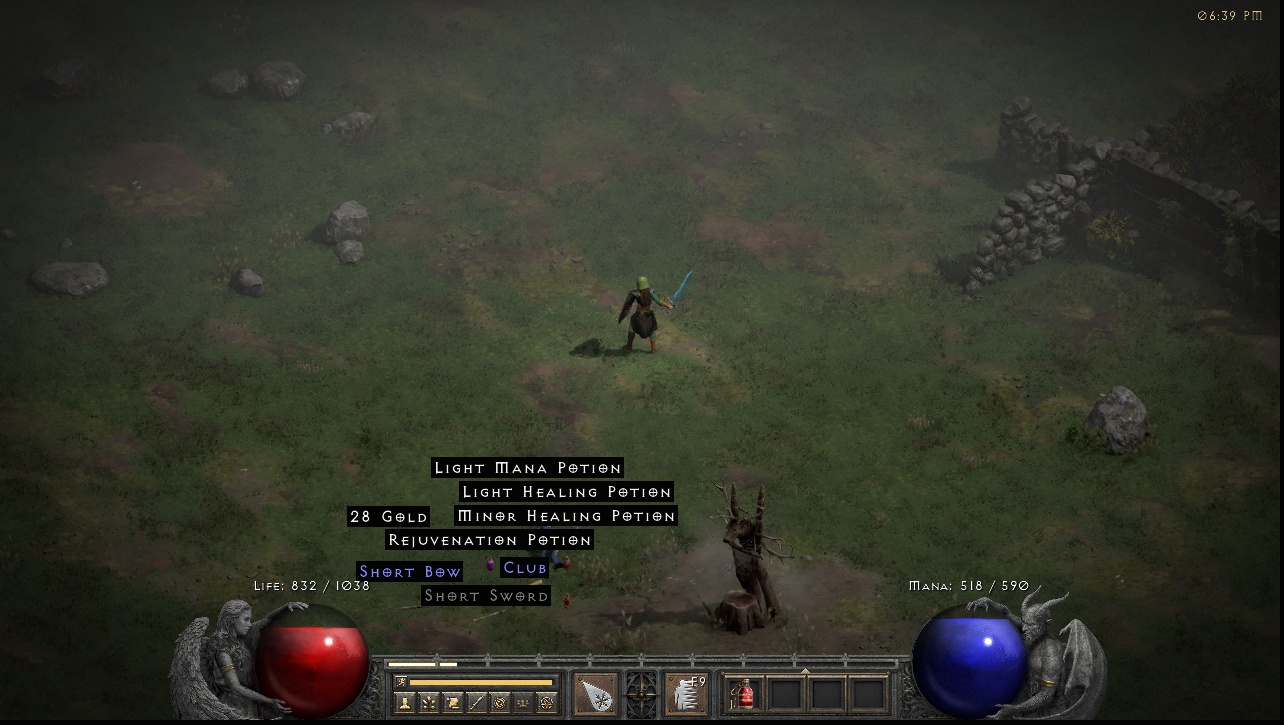 06:39 PM
Light Mana Potion
Light Healing Potion
28 Gold
Minor Healing Potion
Rejuvenation Potion
Short Bow
Club
Life: 832 / 1038
Mana: 518 / 590
Short Sword
F9